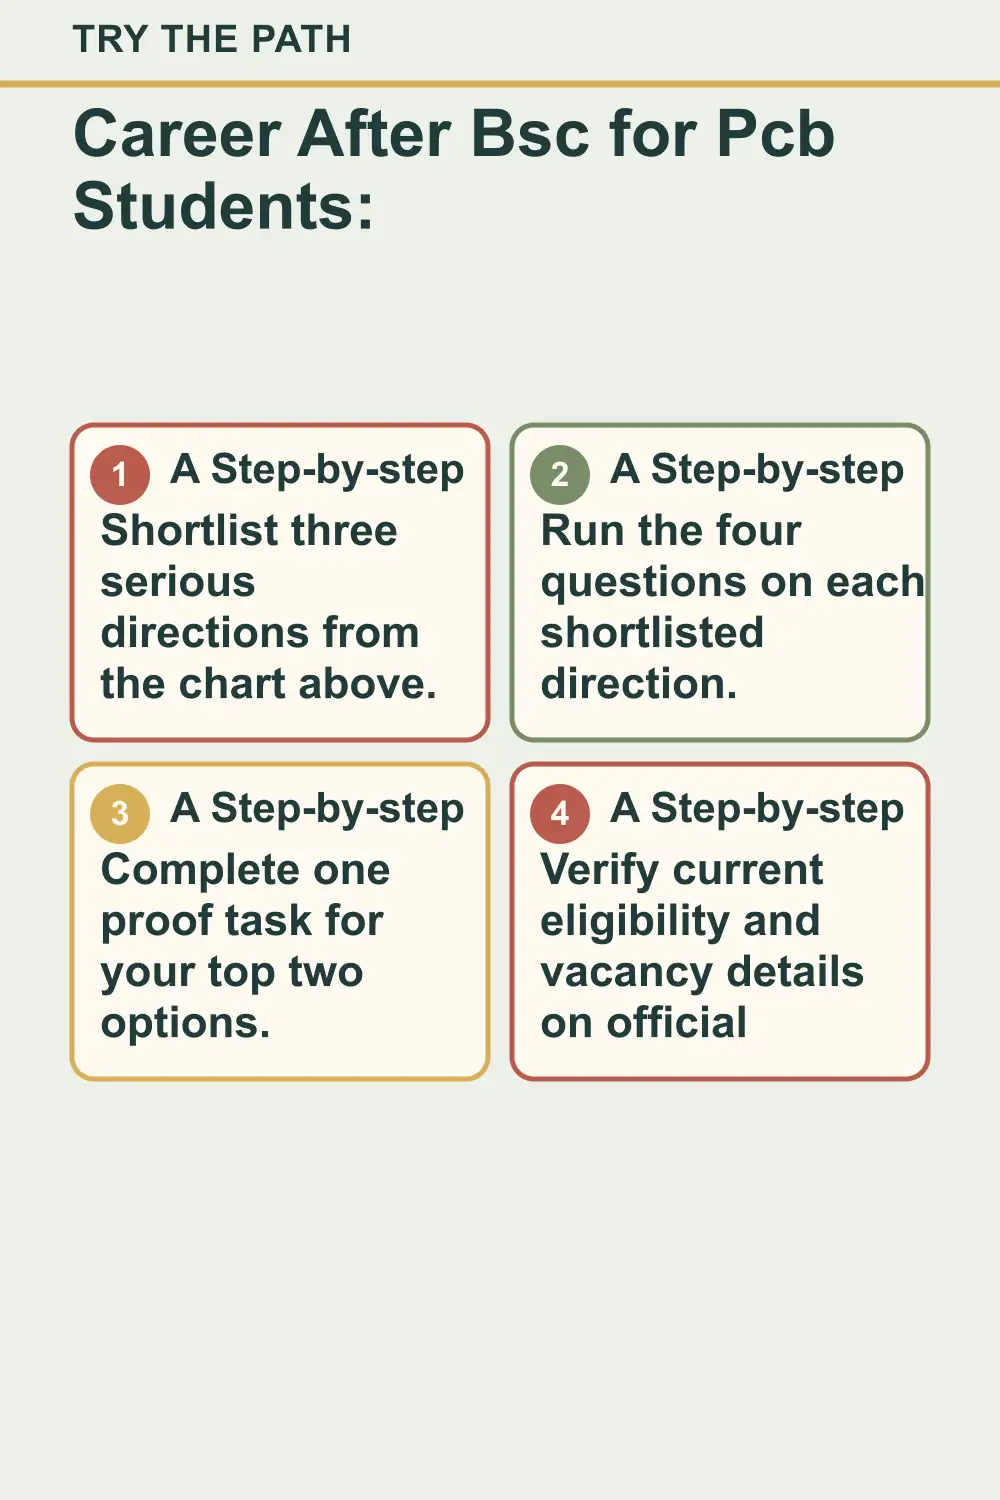 TRY THE PATH
Career After Bsc for Pcb
Students:
1 A Step-by-step
Shortlist three
serious
directions from
the chart above.
2 A Step-by-step
Run the four
questions on each
shortlisted
direction.
3 A Step-by-step
Complete one
proof task for
your top two
options.
4 A Step-by-step
Verify current
eligibility and
vacancy details
on official